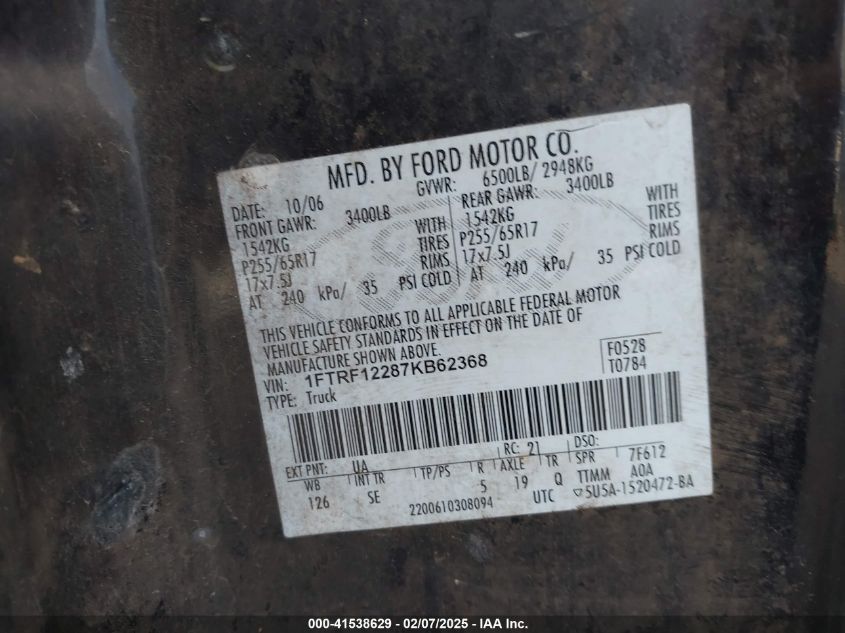 MFD. BY FORD MOTOR CO.
DATE: 10/06 GVWR: 6500LB/ 2948KG
FRONT GAWR: 3400LB REAR GAWR: 3400LB
1542KG WITH 1542KG WITH
P255/65R17 TIRES P255/65R17 TIRES
17x7.5J RIMS 17x7.5J RIMS
AT 240 kPa/ 35 PSI COLD AT 240 kPa/ 35 PSI COLD
THIS VEHICLE CONFORMS TO ALL APPLICABLE FEDERAL MOTOR
VEHICLE SAFETY STANDARDS IN EFFECT ON THE DATE OF
MANUFACTURE SHOWN ABOVE.
VIN: 1FTRF12287KB62368 F0528
TYPE: Truck T0784
EXT PNT: UA RC: 21 DSO:
WB INT TR TP/PS R AXLE TR SPR 7F612
126 SE 5 19 Q TTMM A0A
2200610308094 UTC ▽5U5A-1520472-BA
000-41538629 - 02/07/2025 - IAA Inc.